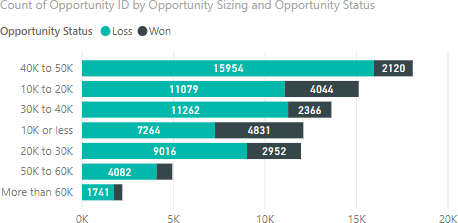 Count of Opportunity ID by Opportunity Sizing and Opportunity Status
Opportunity Status Loss Won
40K to 50K 15954 2120
10K to 20K 11079 4044
30K to 40K 11262 2366
10K or less 7264 4831
20K to 30K 9016 2952
50K to 60K 4082
More than 60K 1741
0K 5K 10K 15K 20K